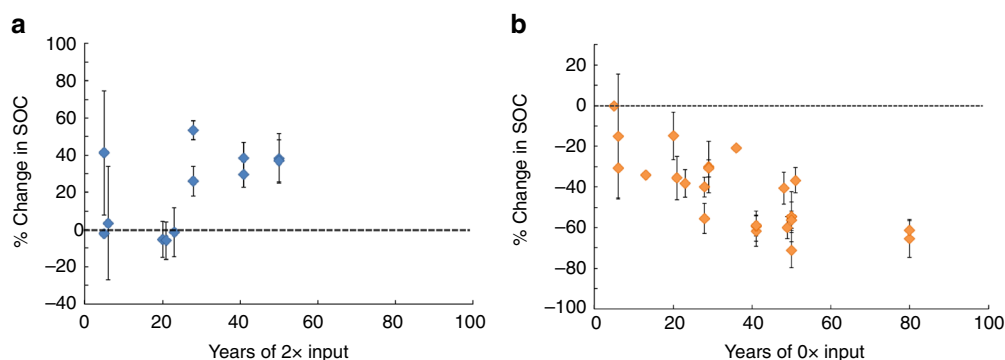 a
100
80
60
40
20
0
−20
−40
% Change in SOC
0 20 40 60 80 100
Years of 2× input
b
20
0
−20
−40
−60
−80
−100
% Change in SOC
0 20 40 60 80 100
Years of 0× input